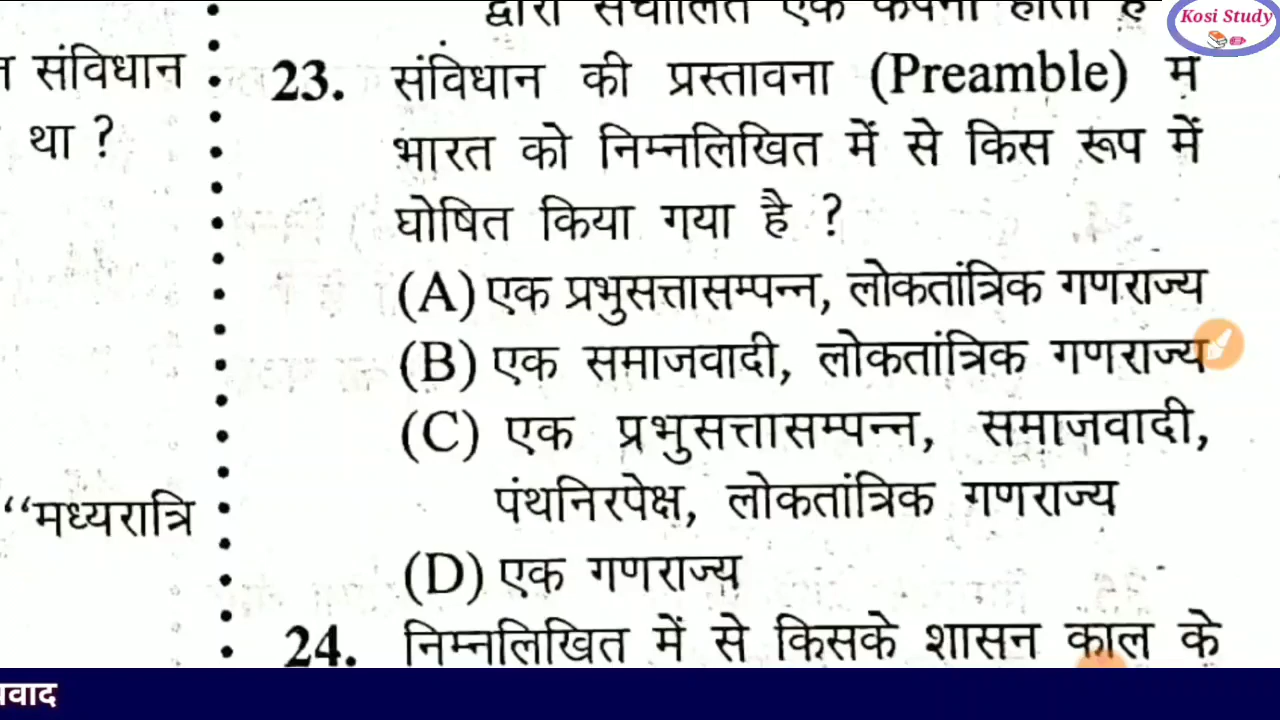 द्वारा संचालित एक कंपनी होती है
Kosi Study
संविधान
था ?
23. संविधान की प्रस्तावना (Preamble) म
भारत को निम्नलिखित में से किस रूप में
घोषित किया गया है ?
(A) एक प्रभुसत्तासम्पन्न, लोकतांत्रिक गणराज्य
(B) एक समाजवादी, लोकतांत्रिक गणराज्य
(C) एक प्रभुसत्तासम्पन्न, समाजवादी,
पंथनिरपेक्ष, लोकतांत्रिक गणराज्य
(D) एक गणराज्य
“मध्यरात्रि
24. निम्नलिखित में से किसके शासन काल के